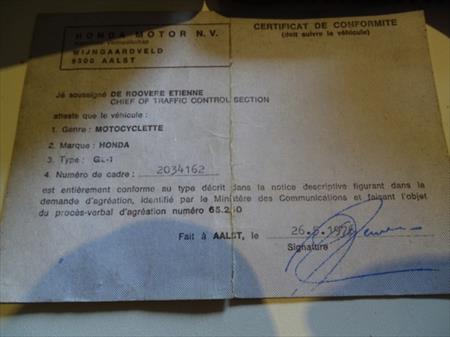 HONDA MOTOR N.V.
WIJNGAARDVELD
9300 AALST
CERTIFICAT DE CONFORMITE
(doit suivre le véhicule)
Je soussigné DE ROOVERE ETIENNE
CHIEF OF TRAFFIC CONTROL SECTION
atteste que le véhicule :
1. Genre : MOTOCYCLETTE
2. Marque : HONDA
3. Type : GL-1
4. Numéro de cadre : 2034162
est entièrement conforme au type décrit dans la notice descriptive figurant dans la
demande d'agréation, identifié par le Ministère des Communications et faisant l'objet
du procès-verbal d'agréation numéro
Fait à AALST, le 26.5.1976
Signature